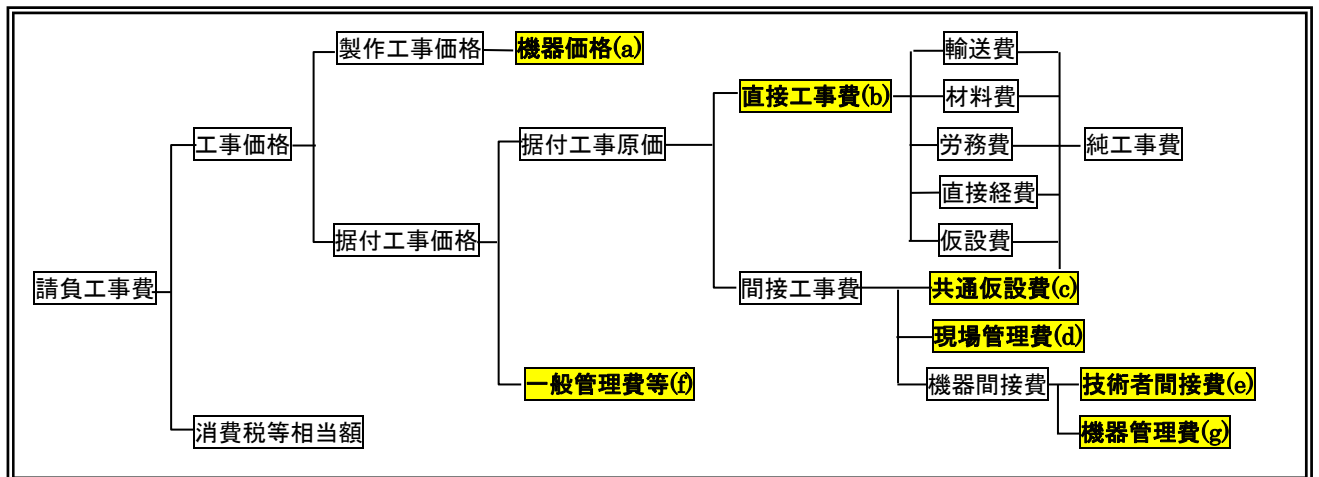 製作工事価格
機器価格(a)
輸送費
直接工事費(b)
材料費
工事価格
据付工事原価
労務費
純工事費
直接経費
据付工事価格
仮設費
請負工事費
間接工事費
共通仮設費(c)
現場管理費(d)
一般管理費等(f)
機器間接費
技術者間接費(e)
消費税等相当額
機器管理費(g)